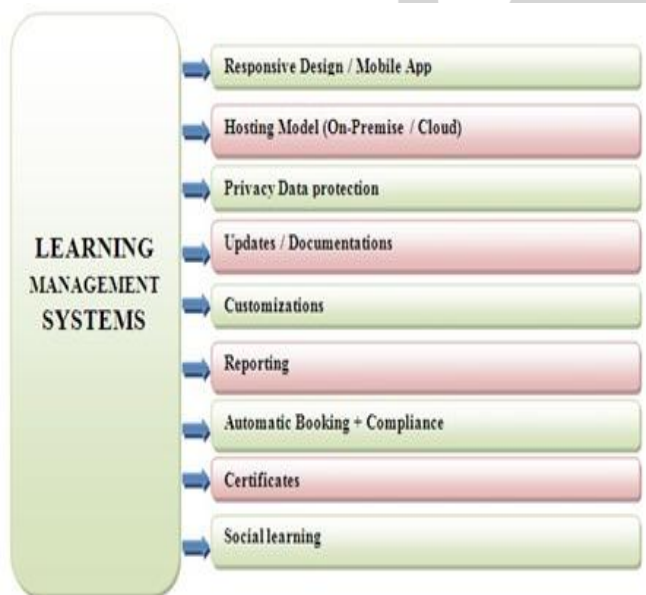 LEARNING
MANAGEMENT
SYSTEMS
Responsive Design / Mobile App
Hosting Model (On-Premise / Cloud)
Privacy Data protection
Updates / Documentations
Customizations
Reporting
Automatic Booking + Compliance
Certificates
Social learning